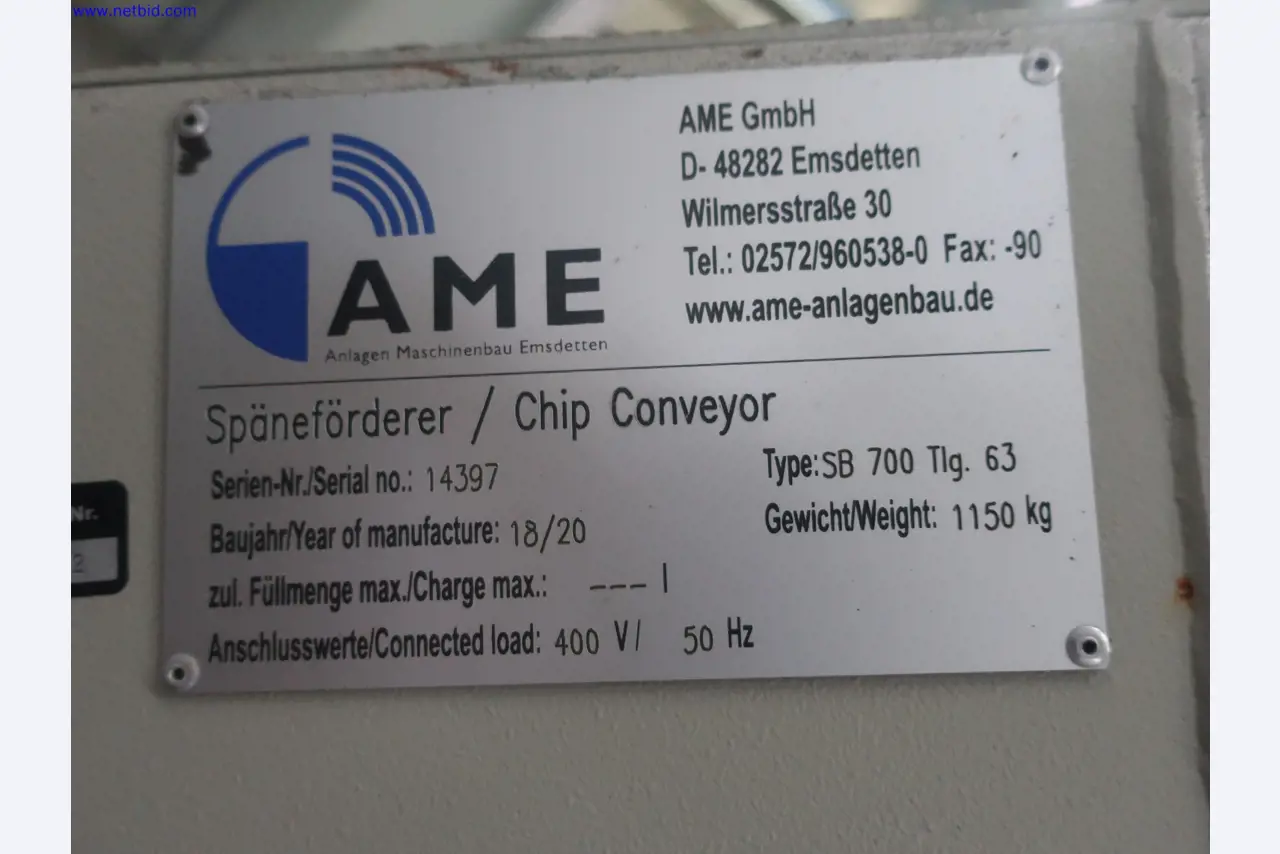 www.netbid.com
AME GmbH
D- 48282 Emsdetten
Wilmersstraße 30
Tel.: 02572/960538-0 Fax: -90
www.ame-anlagenbau.de
AME
Anlagen Maschinenbau Emsdetten
Späneförderer / Chip Conveyor
Serien-Nr./Serial no.: 14397
Type: SB 700 Tlg. 63
Baujahr/Year of manufacture: 18/20
Gewicht/Weight: 1150 kg
zul. Füllmenge max./Charge max.: --- l
Anschlusswerte/Connected load: 400 V/ 50 Hz
Nr.
2